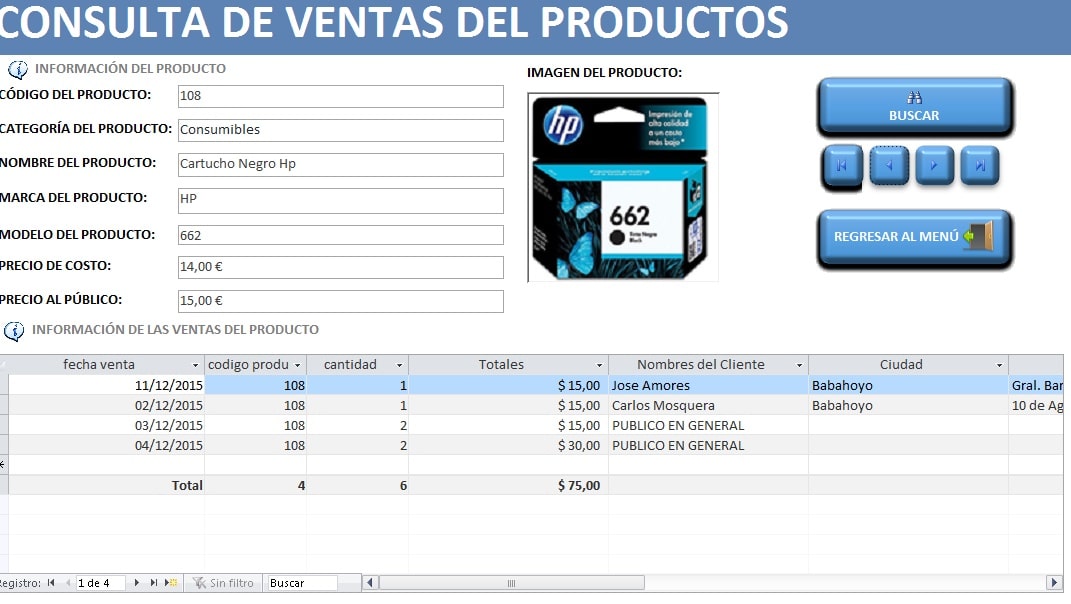 CONSULTA DE VENTAS DEL PRODUCTOS
INFORMACIÓN DEL PRODUCTO
CÓDIGO DEL PRODUCTO: 108
CATEGORÍA DEL PRODUCTO: Consumibles
NOMBRE DEL PRODUCTO: Cartucho Negro Hp
MARCA DEL PRODUCTO: HP
MODELO DEL PRODUCTO: 662
PRECIO DE COSTO: 14,00 €
PRECIO AL PÚBLICO: 15,00 €
IMAGEN DEL PRODUCTO:
hp
Impresión de
alta calidad
a un costo
más bajo*
662
Tinta Negra
Black
BUSCAR
REGRESAR AL MENÚ
INFORMACIÓN DE LAS VENTAS DEL PRODUCTO
fecha venta codigo produ cantidad Totales Nombres del Cliente Ciudad
11/12/2015 108 1 $ 15,00 Jose Amores Babahoyo Gral. Bar
02/12/2015 108 1 $ 15,00 Carlos Mosquera Babahoyo 10 de Ag
03/12/2015 108 2 $ 15,00 PUBLICO EN GENERAL
04/12/2015 108 2 $ 30,00 PUBLICO EN GENERAL
Total 4 6 $ 75,00
Registro: 1 de 4 Sin filtro Buscar